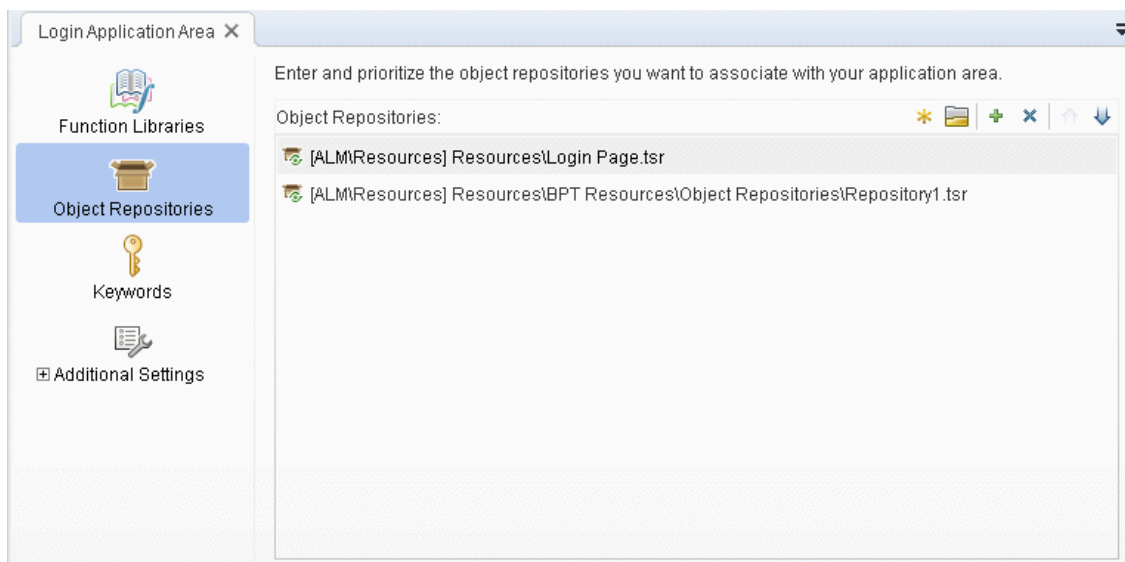 Login Application Area
Enter and prioritize the object repositories you want to associate with your application area.
Function Libraries
Object Repositories
Keywords
Additional Settings
Object Repositories:
[ALM\Resources] Resources\Login Page.tsr
[ALM\Resources] Resources\BPT Resources\Object Repositories\Repository1.tsr